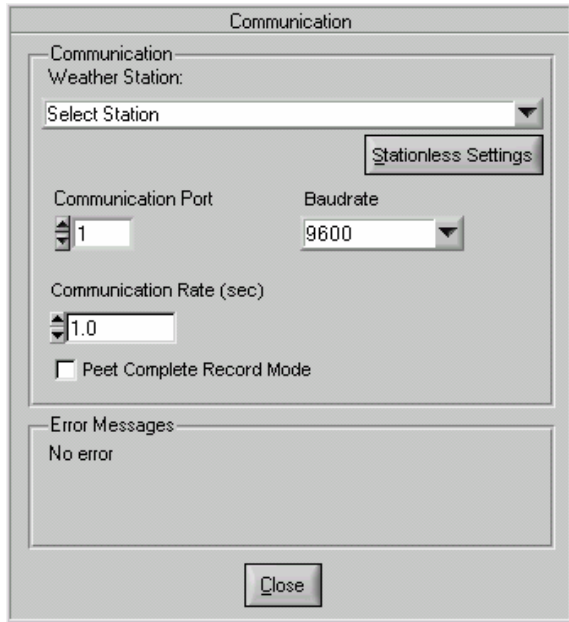 Communication
Communication
Weather Station:
Select Station
Stationless Settings
Communication Port
Baudrate
1
9600
Communication Rate (sec)
1.0
Peet Complete Record Mode
Error Messages
No error
Close